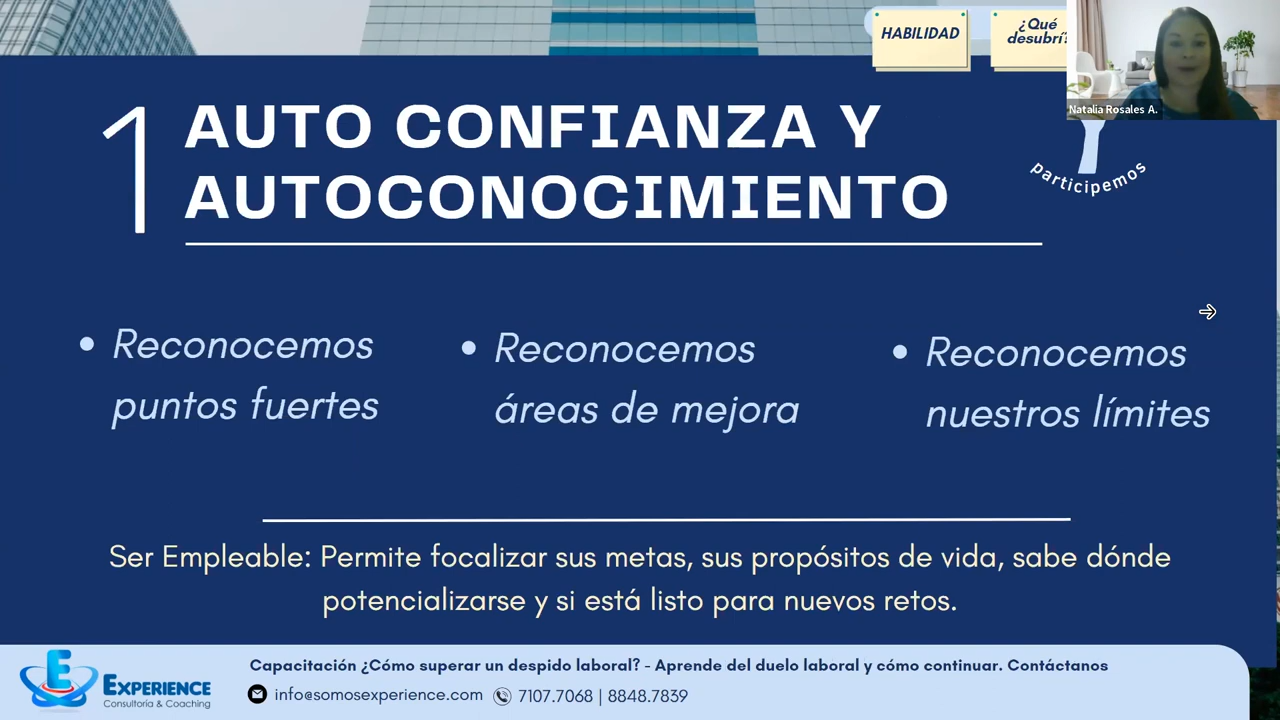 HABILIDAD
¿Qué
desubrí?
Natalia Rosales A.
participemos
1
AUTO CONFIANZA Y
AUTOCONOCIMIENTO
• Reconocemos
puntos fuertes
• Reconocemos
áreas de mejora
• Reconocemos
nuestros límites
Ser Empleable: Permite focalizar sus metas, sus propósitos de vida, sabe dónde
potencializarse y si está listo para nuevos retos.
E
EXPERIENCE
Consultoría & Coaching
Capacitación ¿Cómo superar un despido laboral? - Aprende del duelo laboral y cómo continuar. Contáctanos
info@somosexperience.com 7107.7068 | 8848.7839